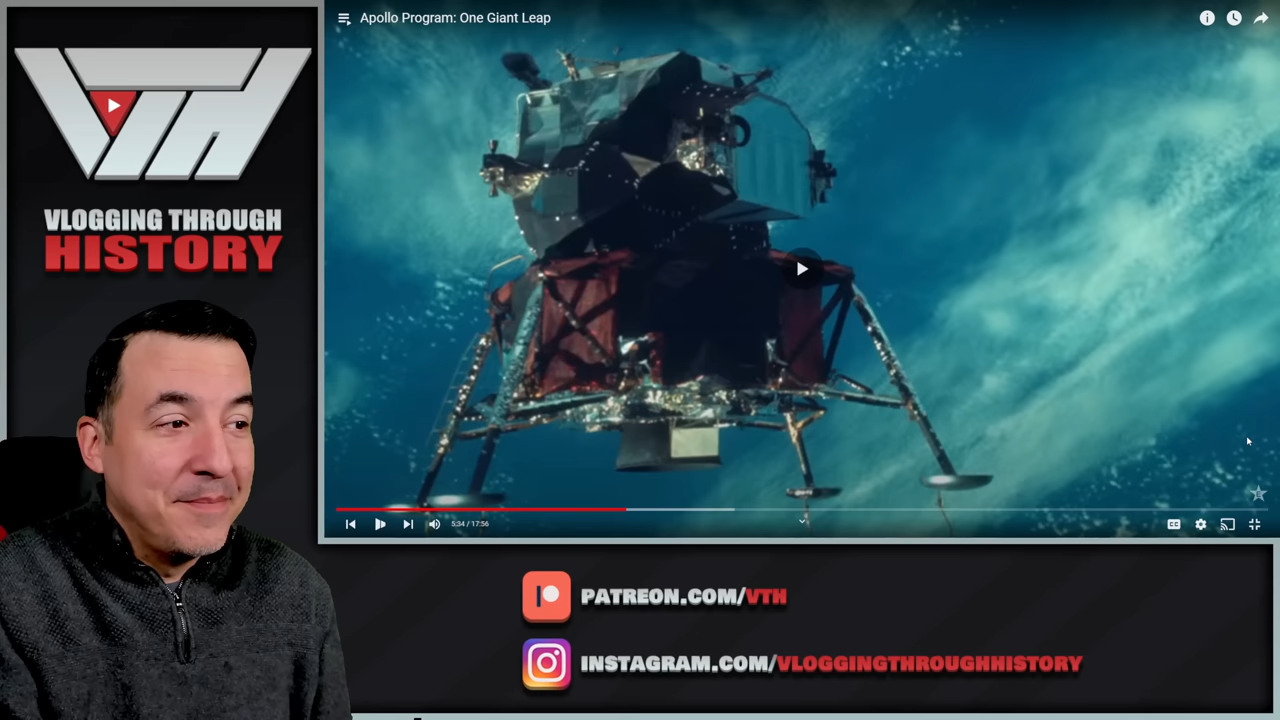 Apollo Program: One Giant Leap
VTH
VLOGGING THROUGH
HISTORY
5:34 / 17:56
CC
PATREON.COM/VTH
INSTAGRAM.COM/VLOGGINGTHROUGHHISTORY